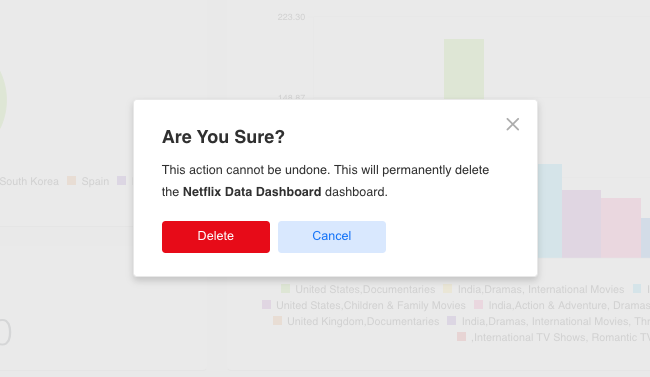 223.30
148.87
Are You Sure?
This action cannot be undone. This will permanently delete
the Netflix Data Dashboard dashboard.
Delete
Cancel
South Korea Spain
United States,Documentaries India,Dramas, International Movies
United States,Children & Family Movies India,Action & Adventure, Dramas
United Kingdom,Documentaries India,Dramas, International Movies, Thr
,International TV Shows, Romantic TV
0